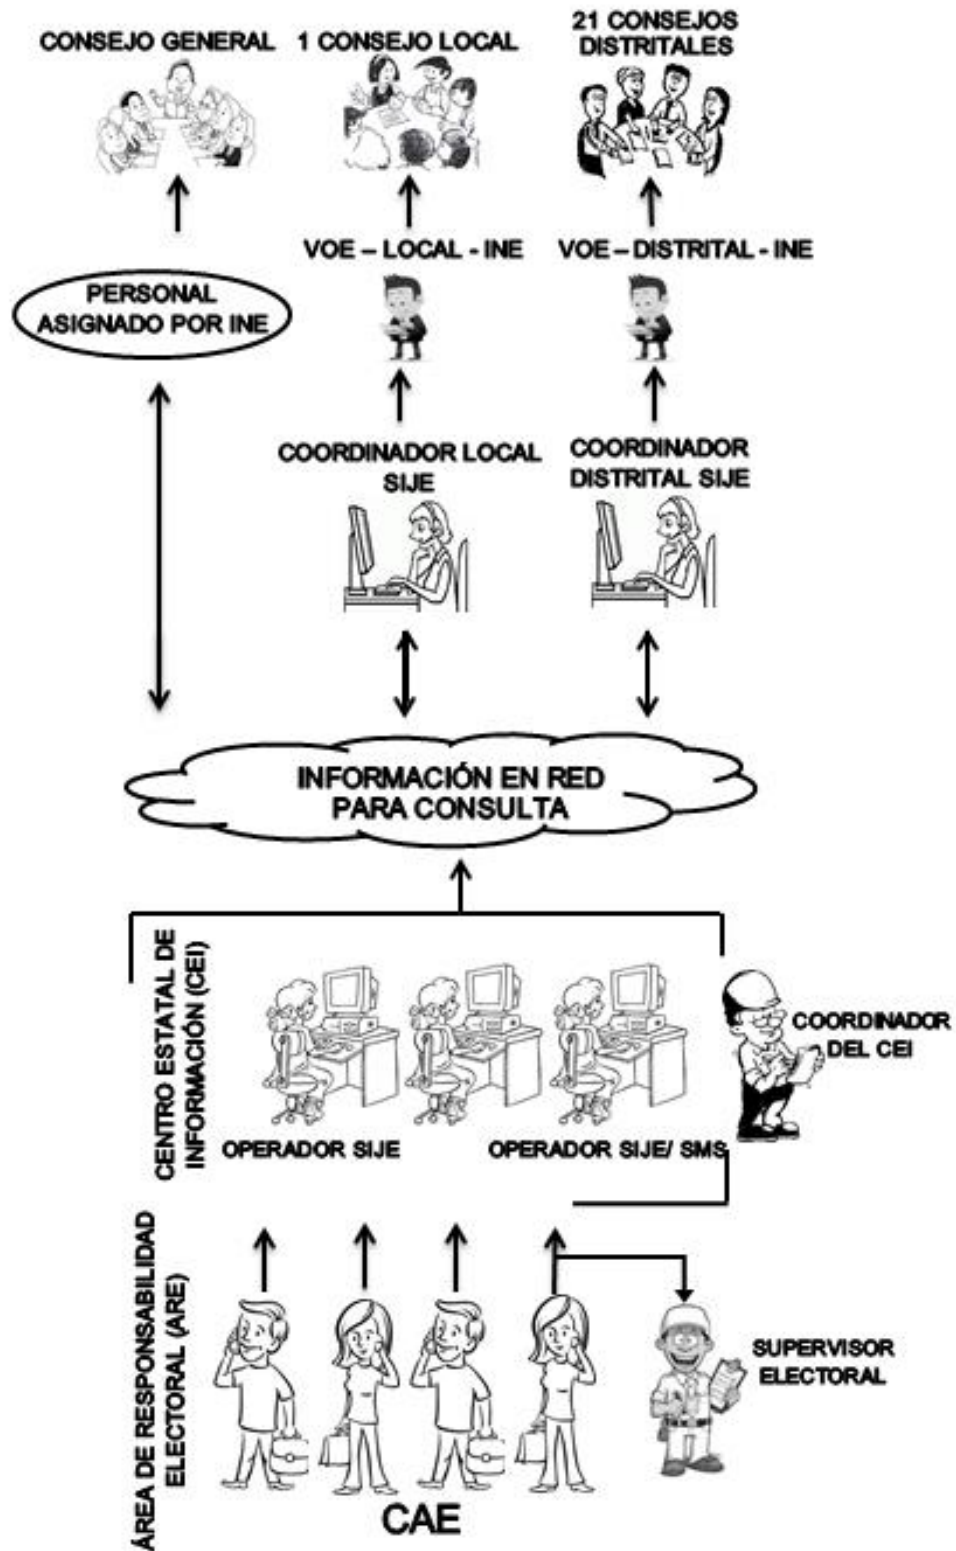 CONSEJO GENERAL
1 CONSEJO LOCAL
21 CONSEJOS
DISTRITALES
VOE – LOCAL - INE
VOE – DISTRITAL - INE
PERSONAL
ASIGNADO POR INE
COORDINADOR LOCAL
SIJE
COORDINADOR
DISTRITAL SIJE
INFORMACIÓN EN RED
PARA CONSULTA
CENTRO ESTATAL DE
INFORMACIÓN (CEI)
COORDINADOR
DEL CEI
OPERADOR SIJE
OPERADOR SIJE/ SMS
ÁREA DE RESPONSABILIDAD
ELECTORAL (ARE)
SUPERVISOR
ELECTORAL
CAE